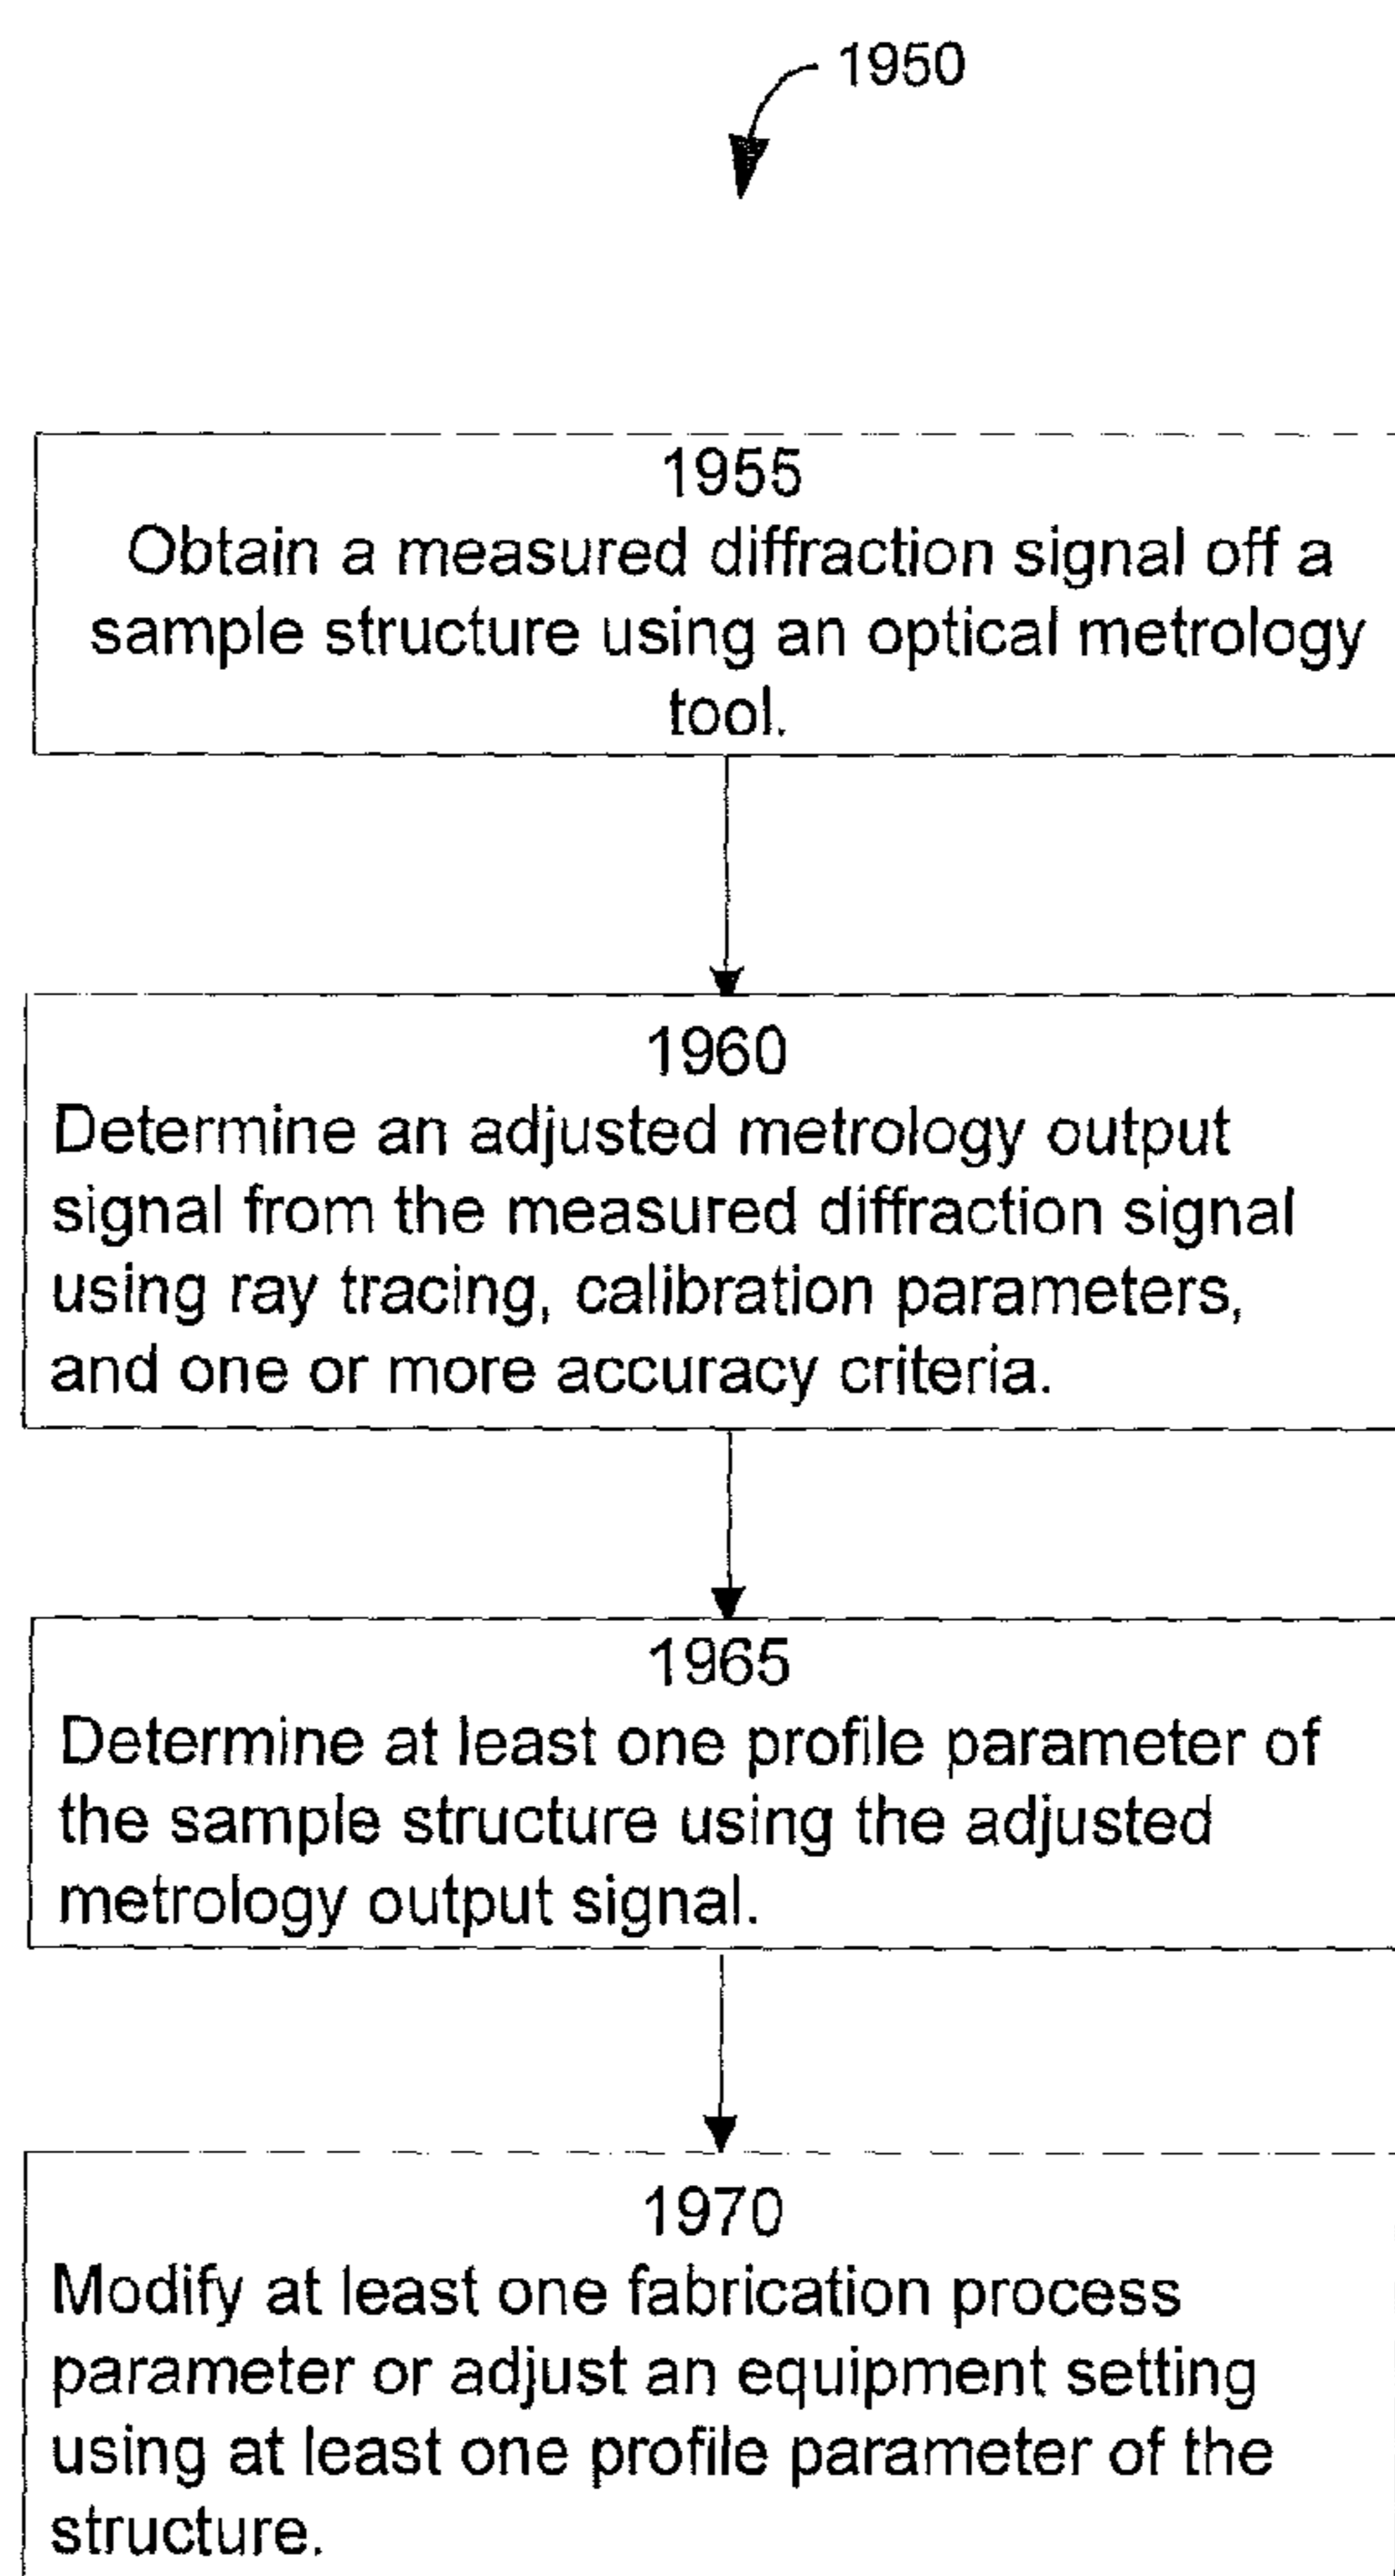 1950
1955
Obtain a measured diffraction signal off a
sample structure using an optical metrology
tool.
1960
Determine an adjusted metrology output
signal from the measured diffraction signal
using ray tracing, calibration parameters,
and one or more accuracy criteria.
1965
Determine at least one profile parameter of
the sample structure using the adjusted
metrology output signal.
1970
Modify at least one fabrication process
parameter or adjust an equipment setting
using at least one profile parameter of the
structure.